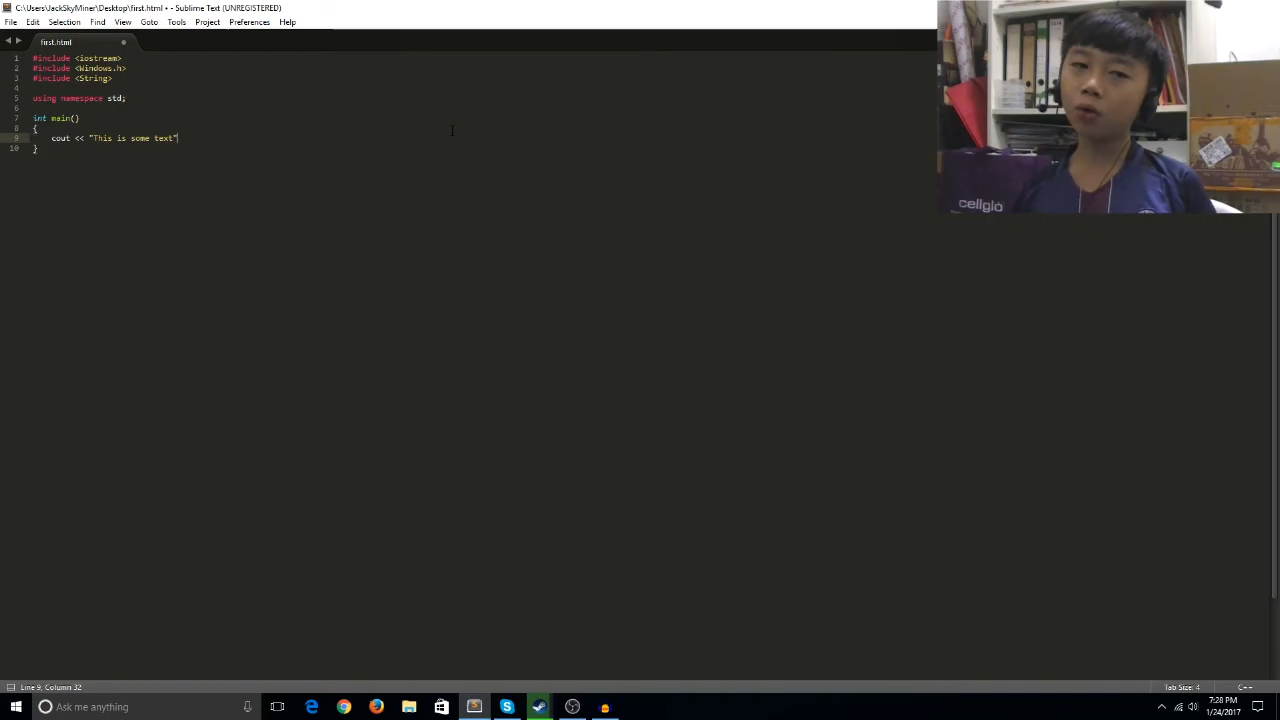 C:\Users\JackSkyMiner\Desktop\first.html • - Sublime Text (UNREGISTERED)
File Edit Selection Find View Goto Tools Project Preferences Help
first.html
1 #include <iostream>
2 #include <Windows.h>
3 #include <String>
4
5 using namespace std;
6
7 int main()
8 {
9 cout << "This is some text"
10 }
cellglo
Line 9, Column 32
Tab Size: 4
C++
Ask me anything
7:28 PM
1/24/2017